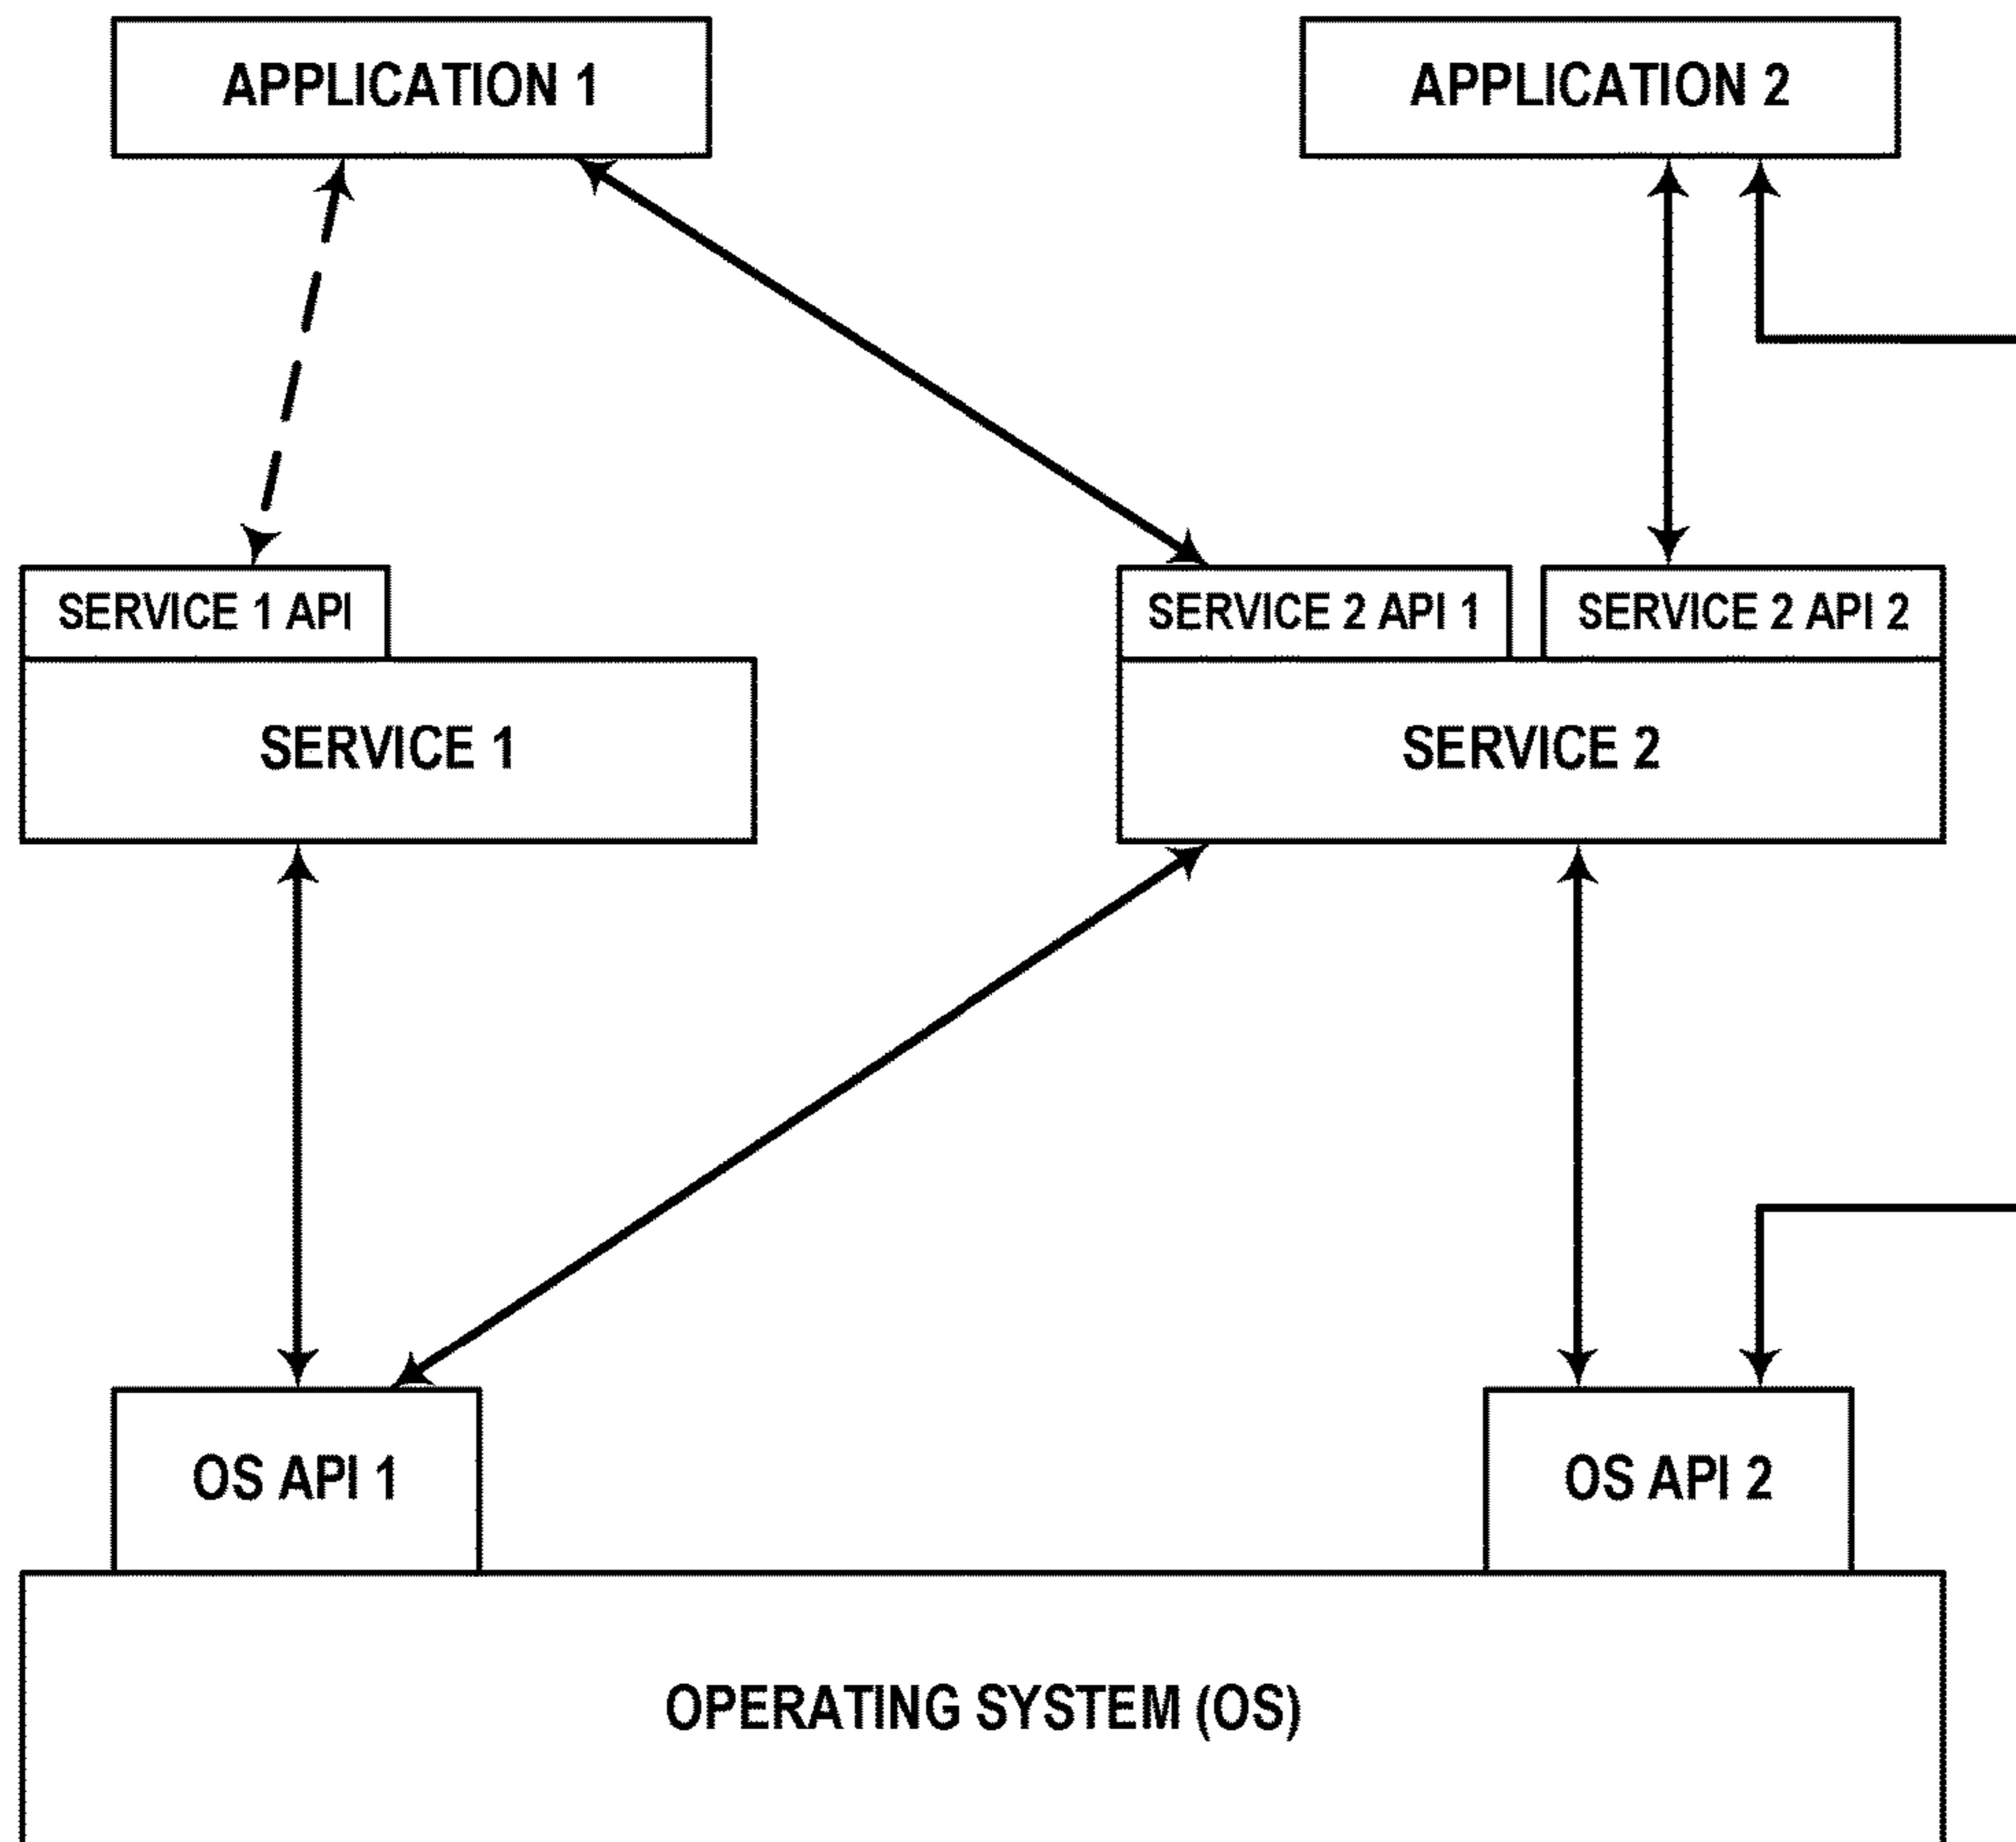 APPLICATION 1
APPLICATION 2
SERVICE 1 API
SERVICE 2 API 1
SERVICE 2 API 2
SERVICE 1
SERVICE 2
OS API 1
OS API 2
OPERATING SYSTEM (OS)